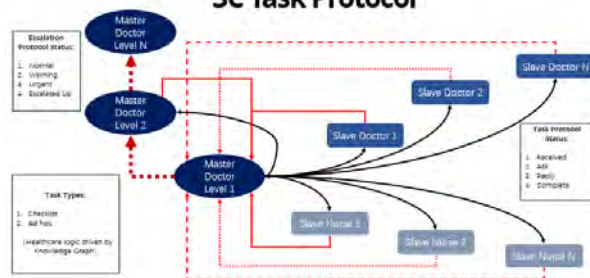 SC Task Protocol
Master
Doctor
Level N
Escalation
Protocol Status:
1. Normal
2. Warning
3. Urgent
4. Escalated Up
Master
Doctor
Level 2
Slave Doctor N
Slave Doctor 2
Slave Doctor 1
Task Protocol
Status:
1. Received
2. Ack
3. Reply
4. Complete
Master
Doctor
Level 1
Task Types:
1. Checklist
2. Ad hoc
(Healthcare logic driven by
Knowledge Graph)
Slave Nurse
Slave Nurse 2
Slave Nurse N